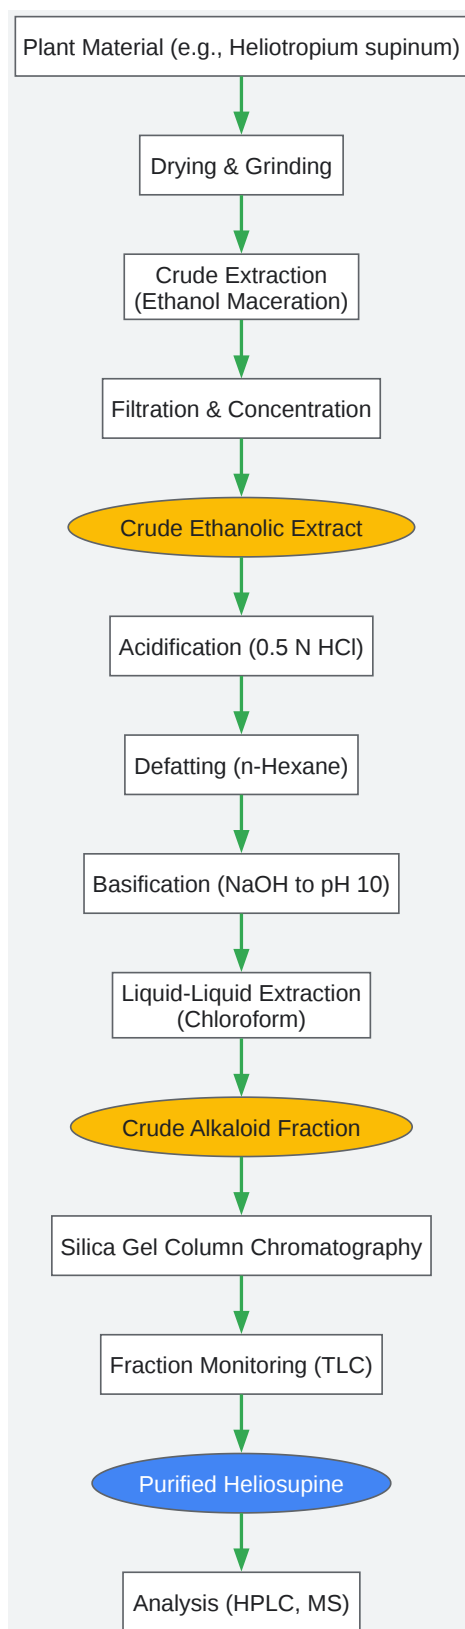 Plant Material (e.g., Heliotropium supinum)
Drying & Grinding
Crude Extraction
(Ethanol Maceration)
Filtration & Concentration
Crude Ethanolic Extract
Acidification (0.5 N HCl)
Defatting (n-Hexane)
Basification (NaOH to pH 10)
Liquid-Liquid Extraction
(Chloroform)
Crude Alkaloid Fraction
Silica Gel Column Chromatography
Fraction Monitoring (TLC)
Purified Heliosupine
Analysis (HPLC, MS)